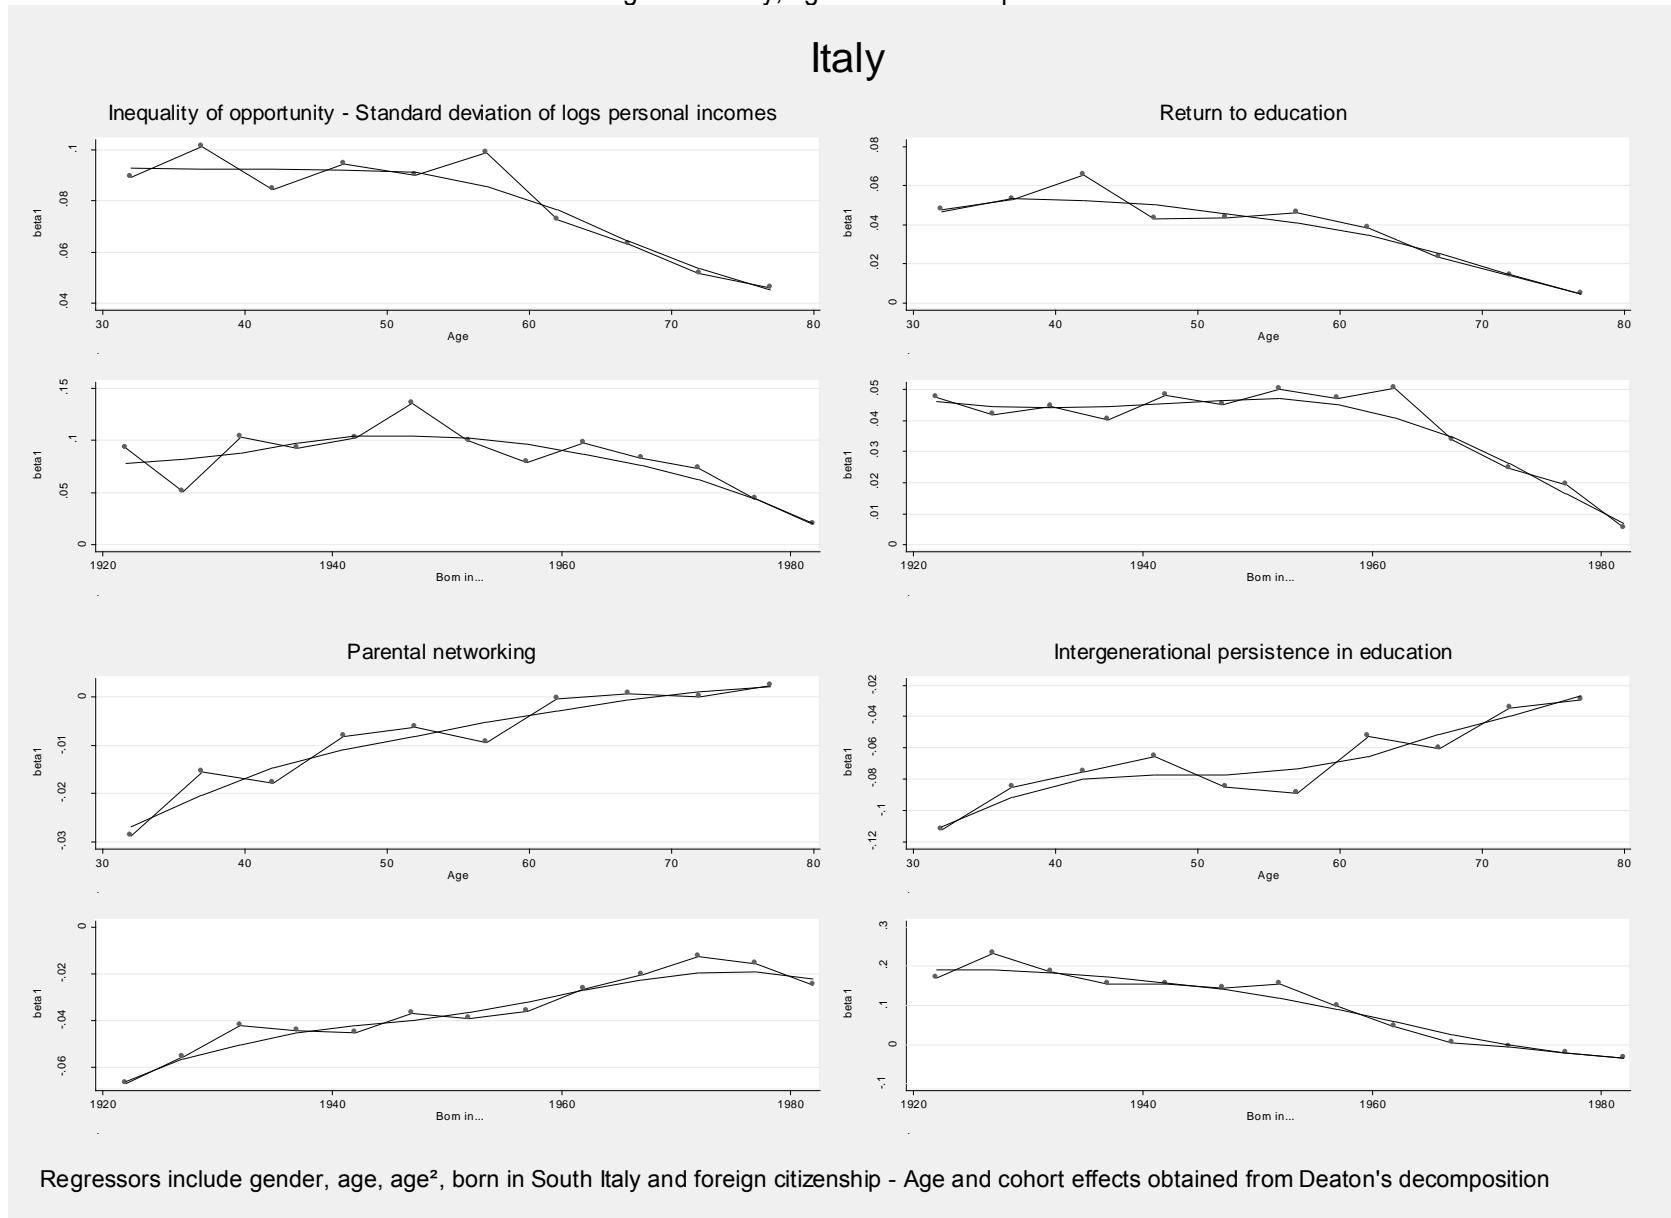 Italy
Inequality of opportunity - Standard deviation of logs personal incomes
beta1
.1
.08
.06
.04
30 40 50 60 70 80
Age
.
beta1
.15
.1
.05
0
1920 1940 1960 1980
Born in...
.
Return to education
beta1
.08
.06
.04
.02
0
30 40 50 60 70 80
Age
.
beta1
.05
.04
.03
.02
.01
0
1920 1940 1960 1980
Born in...
.
Parental networking
beta1
0
-.01
-.02
-.03
30 40 50 60 70 80
Age
.
beta1
0
-.02
-.04
-.06
1920 1940 1960 1980
Born in...
.
Intergenerational persistence in education
beta1
-.02
-.04
-.06
-.08
-.1
-.12
30 40 50 60 70 80
Age
.
beta1
.3
.2
.1
0
-.1
1920 1940 1960 1980
Born in...
.
Regressors include gender, age, age², born in South Italy and foreign citizenship - Age and cohort effects obtained from Deaton's decomposition